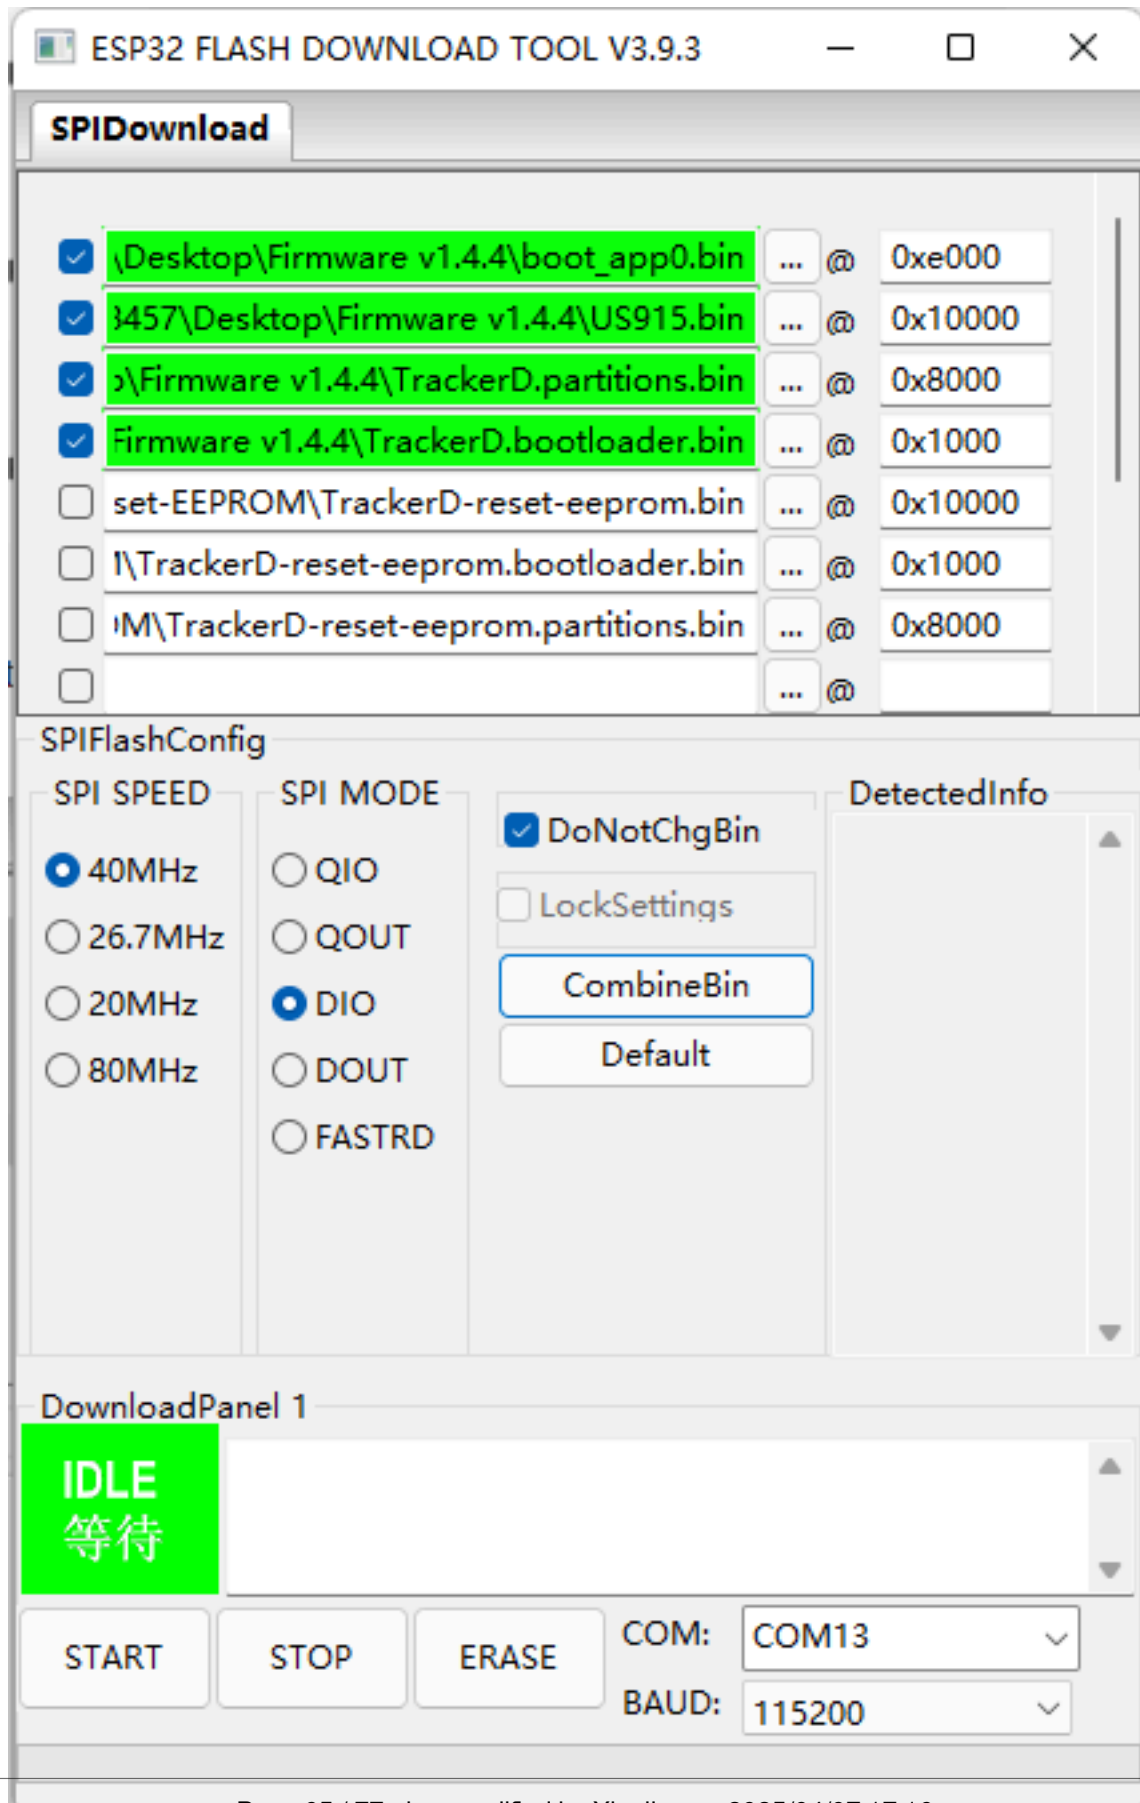 ESP32 FLASH DOWNLOAD TOOL V3.9.3
SPIDownload
\Desktop\Firmware v1.4.4\boot_app0.bin ... @ 0xe000
3457\Desktop\Firmware v1.4.4\US915.bin ... @ 0x10000
\Firmware v1.4.4\TrackerD.partitions.bin ... @ 0x8000
Firmware v1.4.4\TrackerD.bootloader.bin ... @ 0x1000
set-EEPROM\TrackerD-reset-eeprom.bin ... @ 0x10000
\TrackerD-reset-eeprom.bootloader.bin ... @ 0x1000
M\TrackerD-reset-eeprom.partitions.bin ... @ 0x8000
... @
SPIFlashConfig
SPI SPEED
40MHz
26.7MHz
20MHz
80MHz
SPI MODE
QIO
QOUT
DIO
DOUT
FASTRD
DoNotChgBin
LockSettings
CombineBin
Default
DetectedInfo
DownloadPanel 1
IDLE
等待
START STOP ERASE
COM: COM13
BAUD: 115200